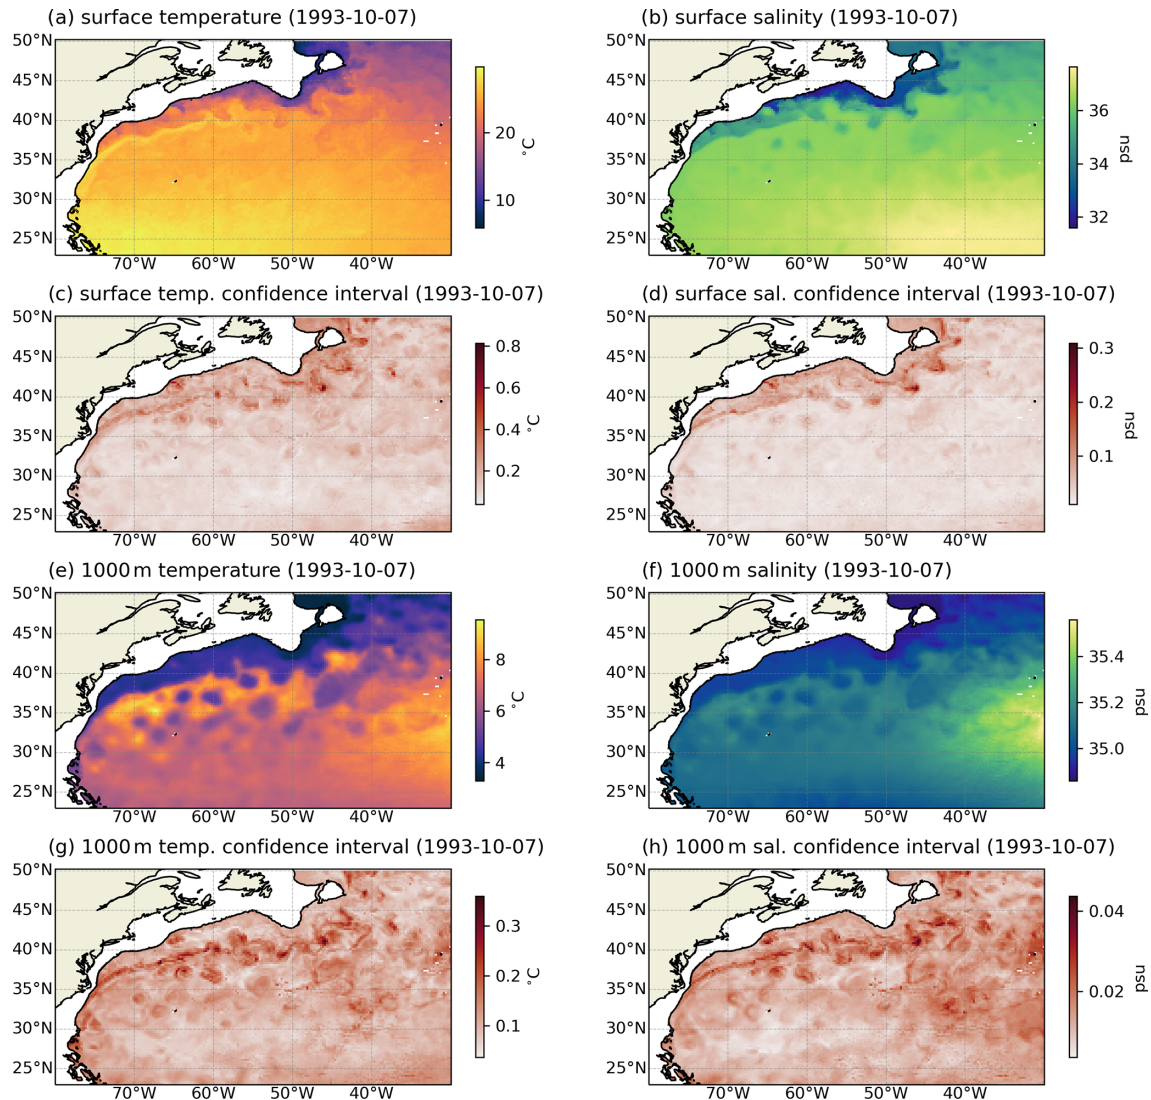 (a) surface temperature (1993-10-07)
50°N
45°N
40°N
35°N
30°N
25°N
70°W 60°W 50°W 40°W
20
10
°C
(b) surface salinity (1993-10-07)
50°N
45°N
40°N
35°N
30°N
25°N
70°W 60°W 50°W 40°W
36
34
32
psu
(c) surface temp. confidence interval (1993-10-07)
50°N
45°N
40°N
35°N
30°N
25°N
70°W 60°W 50°W 40°W
0.8
0.6
0.4
0.2
°C
(d) surface sal. confidence interval (1993-10-07)
50°N
45°N
40°N
35°N
30°N
25°N
70°W 60°W 50°W 40°W
0.3
0.2
0.1
psu
(e) 1000 m temperature (1993-10-07)
50°N
45°N
40°N
35°N
30°N
25°N
70°W 60°W 50°W 40°W
8
6
4
°C
(f) 1000 m salinity (1993-10-07)
50°N
45°N
40°N
35°N
30°N
25°N
70°W 60°W 50°W 40°W
35.4
35.2
35.0
psu
(g) 1000 m temp. confidence interval (1993-10-07)
50°N
45°N
40°N
35°N
30°N
25°N
70°W 60°W 50°W 40°W
0.3
0.2
0.1
°C
(h) 1000 m sal. confidence interval (1993-10-07)
50°N
45°N
40°N
35°N
30°N
25°N
70°W 60°W 50°W 40°W
0.04
0.02
psu